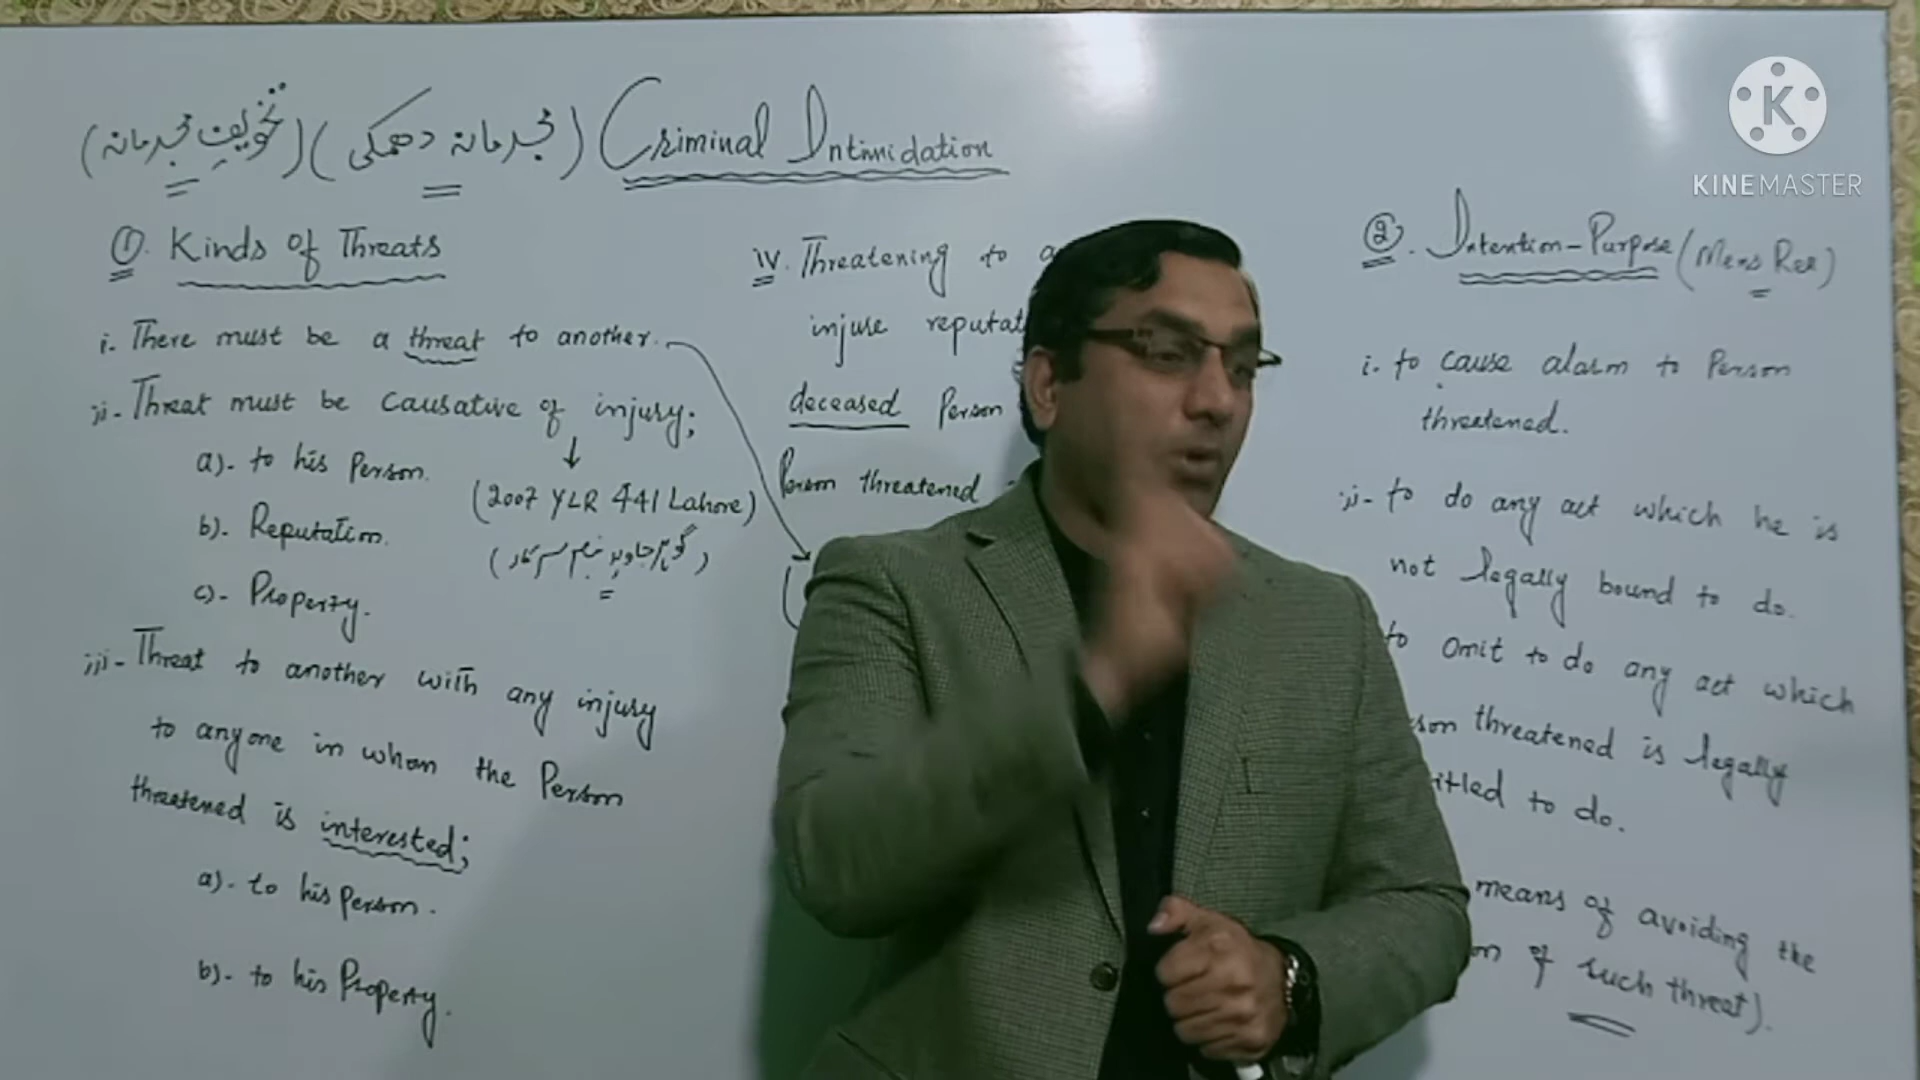 Criminal Intimidation (مجرمانہ دھمکی) (تخویفِ مجرمانہ)
①. Kinds of Threats
i. There must be a threat to another.
ii- Threat must be causative of injury;
a)- to his Person.
b)- Reputation.
c)- Property.
(2007 YLR 441 Lahore)
iii- Threat to another with any injury
to anyone in whom the Person
threatened is interested;
a)- to his Person.
b)- to his Property.
iv. Threatening to
injure
deceased Person
Person threatened
②. Intention-Purpose (Mens Rea)
i- to cause alarm to Person
threatened.
ii- to do any act which he is
not legally bound to do.
to omit to do any act which
threatened is legally
to do.
means of avoiding the
of such threat).
K
KINEMASTER